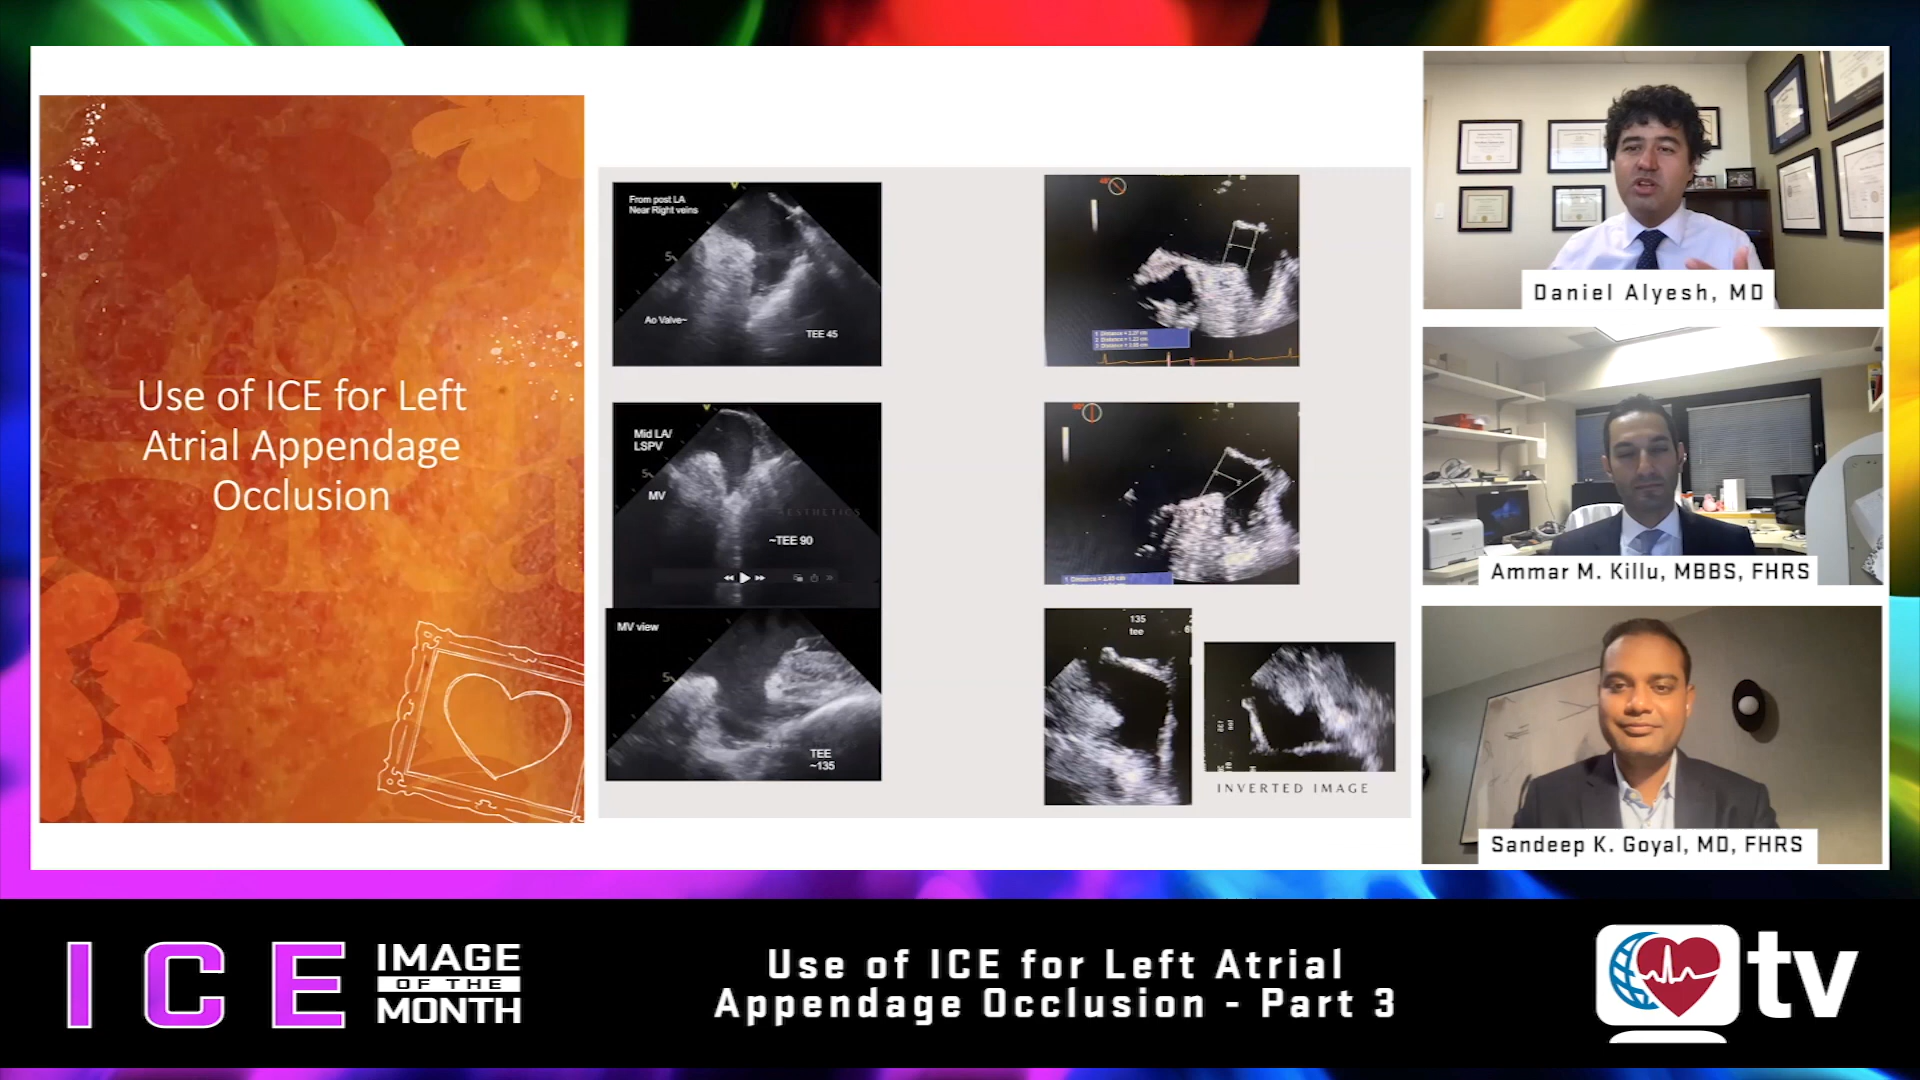 Use of ICE for Left
Atrial Appendage
Occlusion
From post LA
Near Right veins
5
Ao Valve~
TEE 45
Mid LA/
LSPV
5
MV
~TEE 90
MV view
5
TEE
~135
135
tee
INVERTED IMAGE
Daniel Alyesh, MD
Ammar M. Killu, MBBS, FHRS
Sandeep K. Goyal, MD, FHRS
ICE
IMAGE
OF THE
MONTH
Use of ICE for Left Atrial
Appendage Occlusion - Part 3
tv